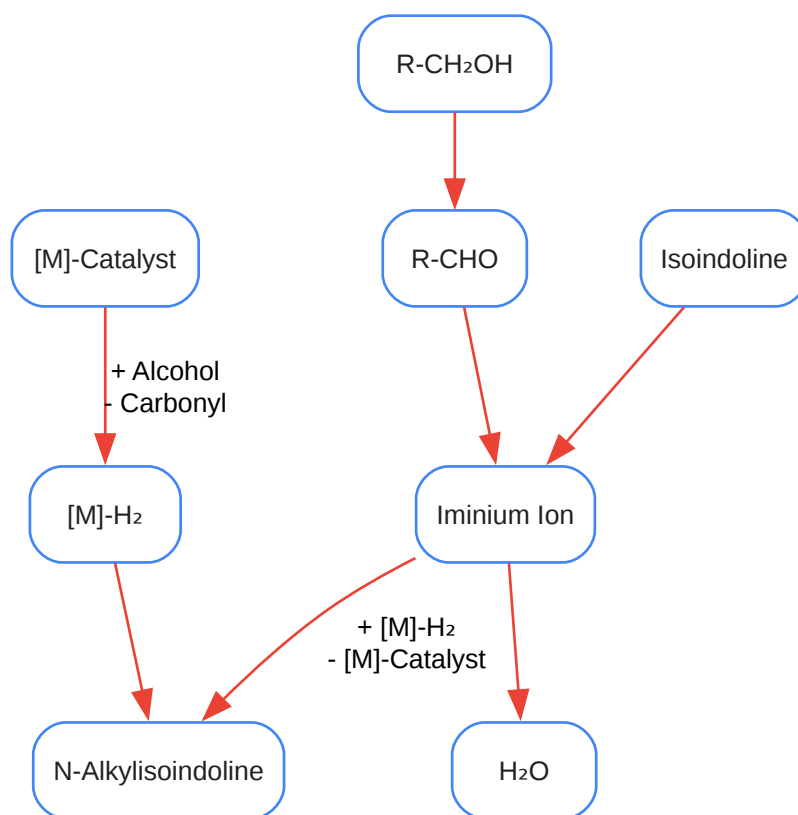 R-CH₂OH
[M]-Catalyst
R-CHO
Isoindoline
+ Alcohol
- Carbonyl
[M]-H₂
Iminium Ion
+ [M]-H₂
- [M]-Catalyst
N-Alkylisoindoline
H₂O